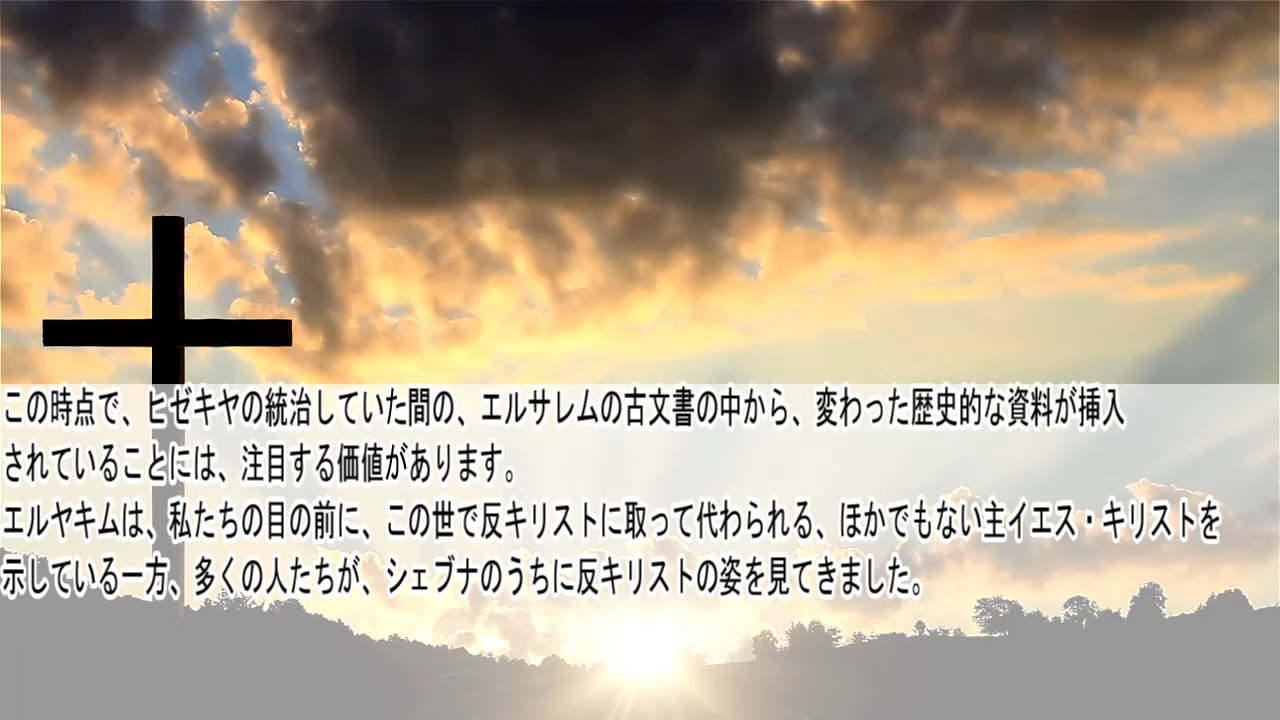 この時点で、ヒゼキヤの統治していた間の、エルサレムの古文書の中から、変わった歴史的な資料が挿入
されていることには、注目する価値があります。
エルヤキムは、私たちの目の前に、この世で反キリストに取って代わられる、ほかでもない主イエス・キリストを
示している一方、多くの人たちが、シェブナのうちに反キリストの姿を見てきました。